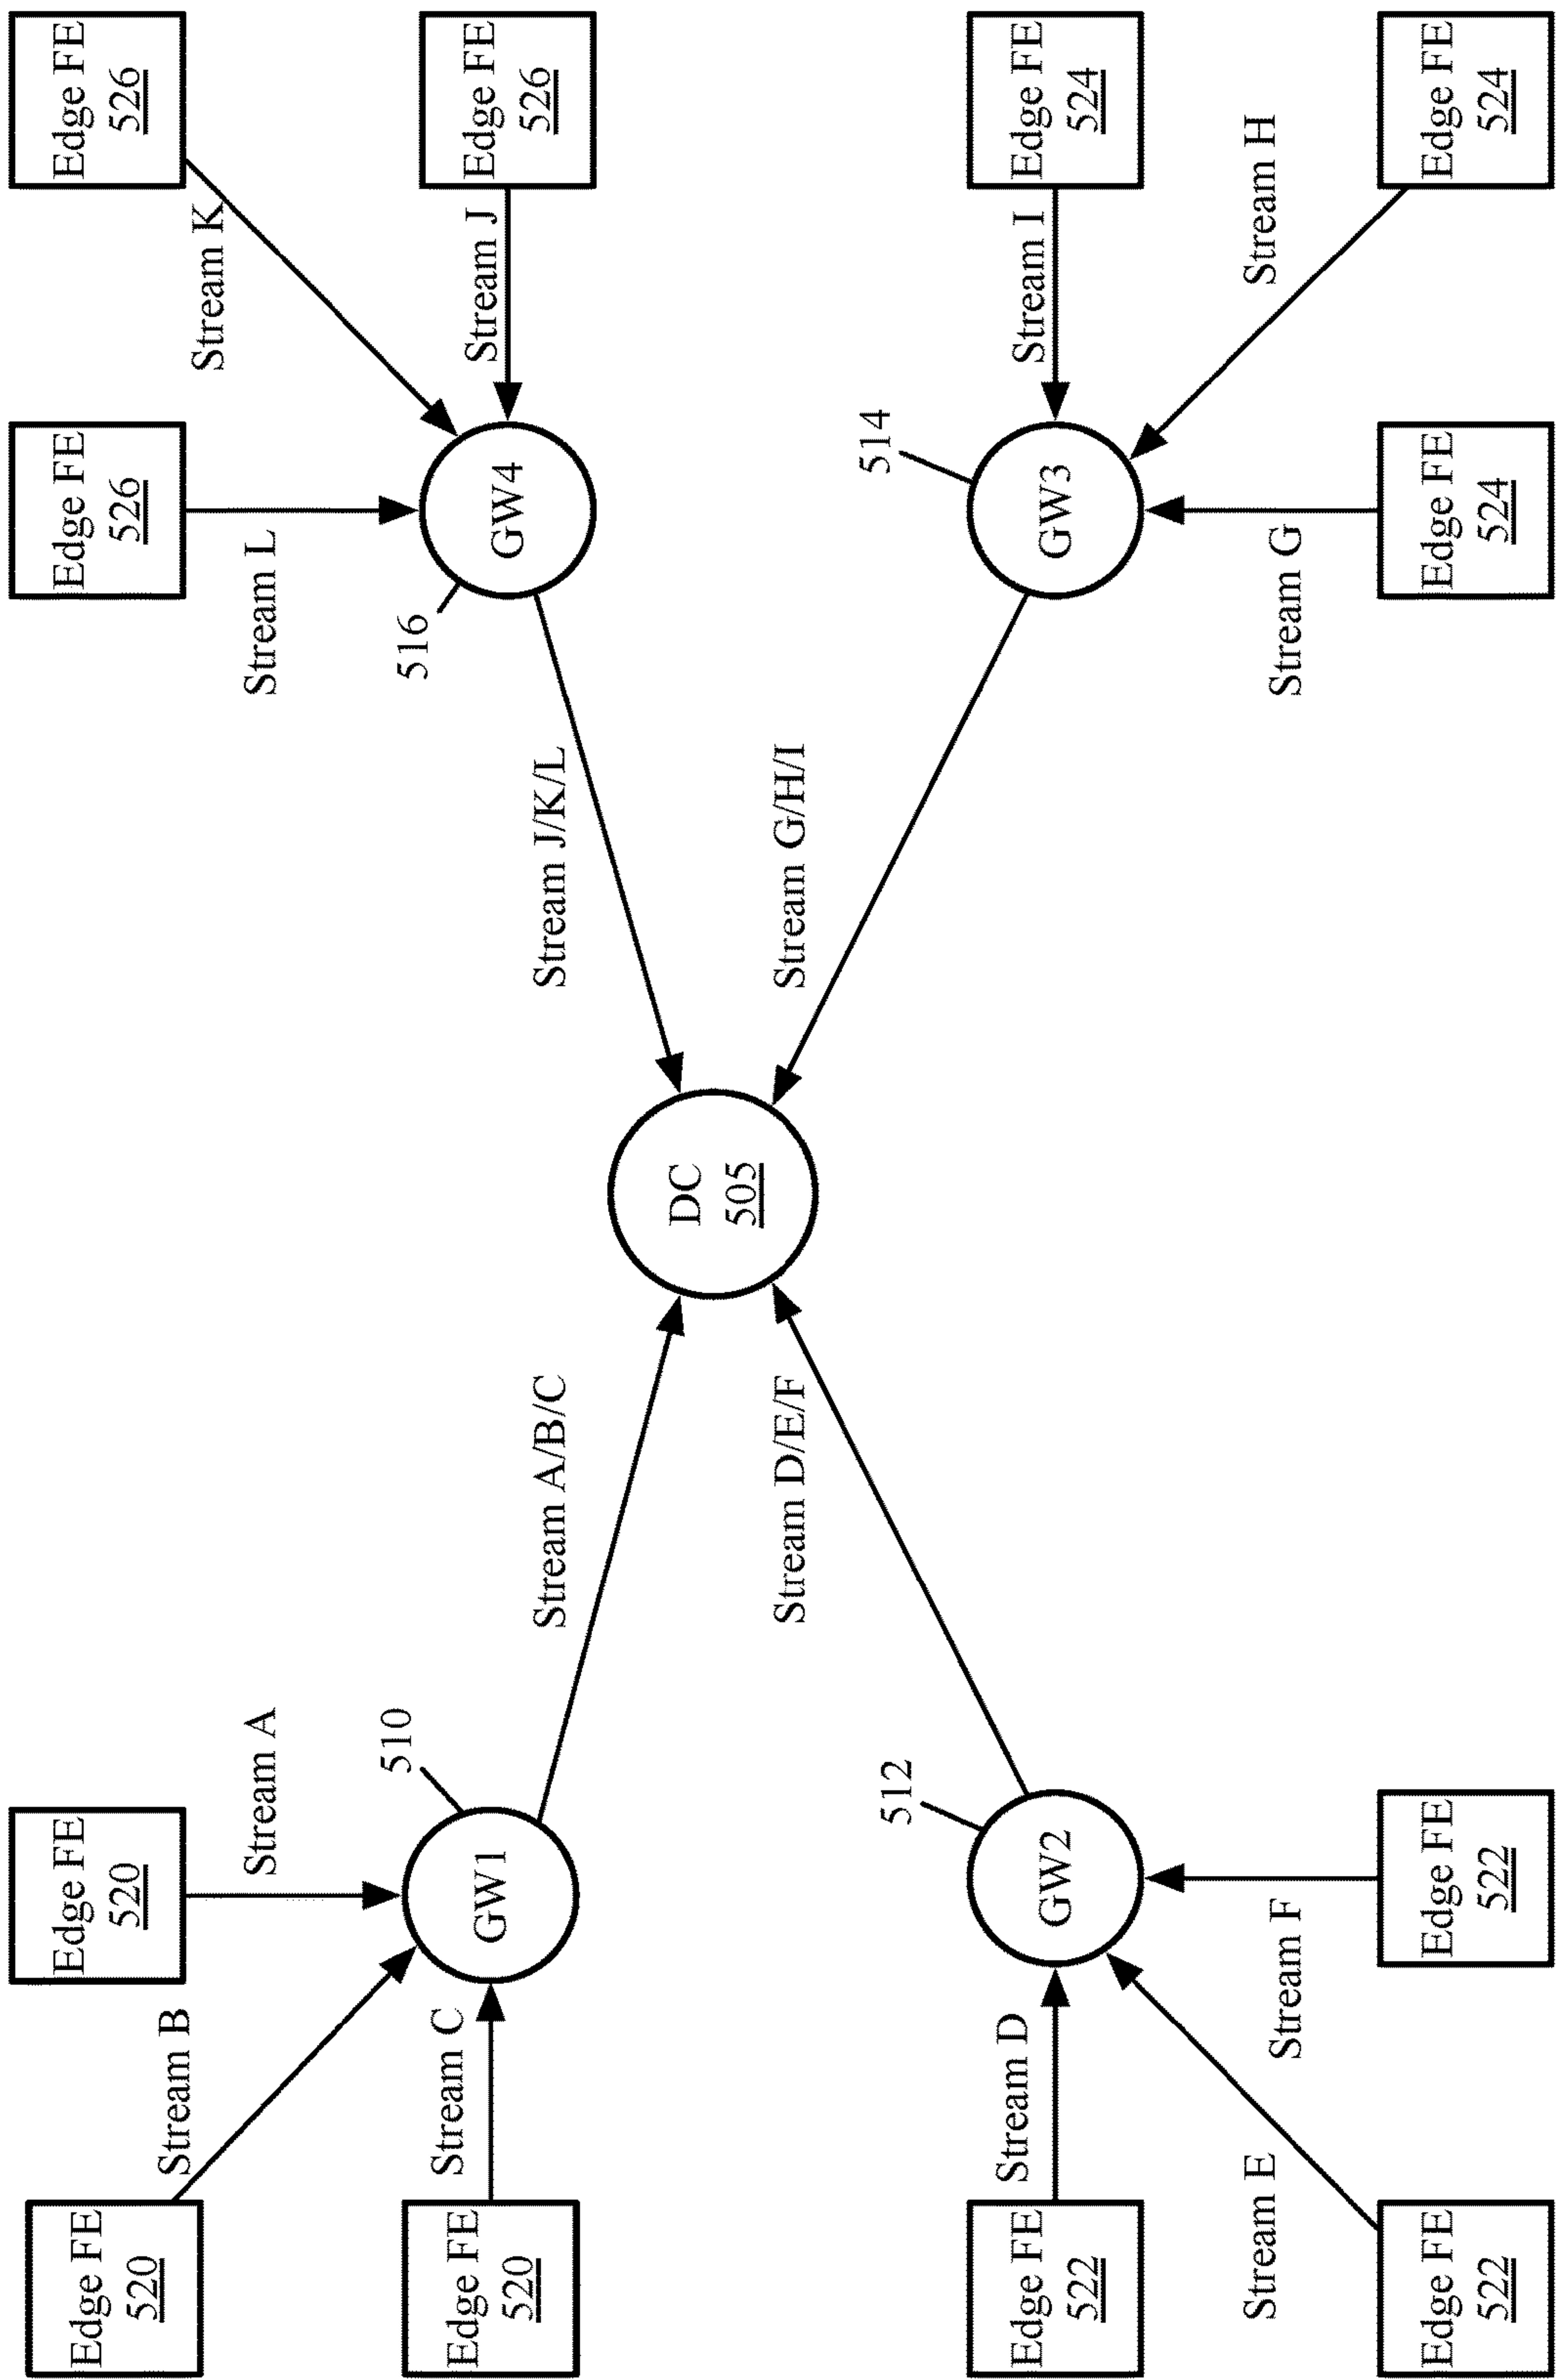 Edge FE
520
Edge FE
520
Edge FE
526
Edge FE
526
Stream B
Stream A
Stream L
Stream K
510
516
Edge FE
520
Stream C
GW1
GW4
Stream J
Edge FE
526
Stream A/B/C
Stream J/K/L
DC
505
Stream D/E/F
Stream G/H/I
512
514
Edge FE
522
Stream D
GW2
GW3
Stream I
Edge FE
524
Stream E
Stream F
Stream G
Stream H
Edge FE
522
Edge FE
522
Edge FE
524
Edge FE
524